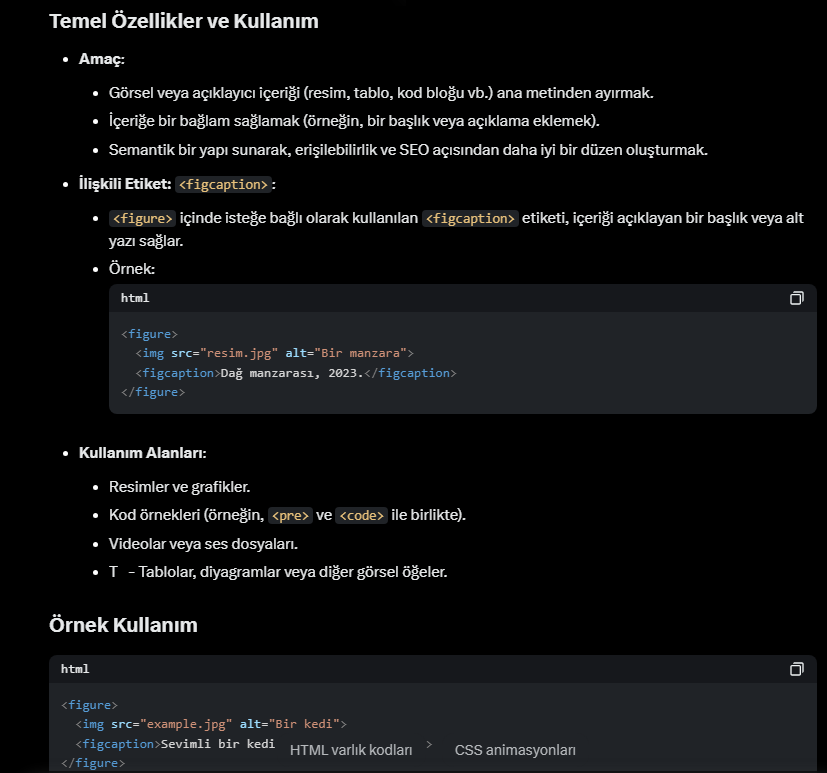 Temel Özellikler ve Kullanım
• Amaç:
• Görsel veya açıklayıcı içeriği (resim, tablo, kod bloğu vb.) ana metinden ayırmak.
• İçeriğe bir bağlam sağlamak (örneğin, bir başlık veya açıklama eklemek).
• Semantik bir yapı sunarak, erişilebilirlik ve SEO açısından daha iyi bir düzen oluşturmak.
• İlişkili Etiket: <figcaption>:
• <figure> içinde isteğe bağlı olarak kullanılan <figcaption> etiketi, içeriği açıklayan bir başlık veya alt
yazı sağlar.
• Örnek:
html
<figure>
  <img src="resim.jpg" alt="Bir manzara">
  <figcaption>Dağ manzarası, 2023.</figcaption>
</figure>
• Kullanım Alanları:
• Resimler ve grafikler.
• Kod örnekleri (örneğin, <pre> ve <code> ile birlikte).
• Videolar veya ses dosyaları.
• T - Tablolar, diyagramlar veya diğer görsel öğeler.
Örnek Kullanım
html
<figure>
  <img src="example.jpg" alt="Bir kedi">
  <figcaption>Sevimli bir kedi
HTML varlık kodları > CSS animasyonları
</figure>